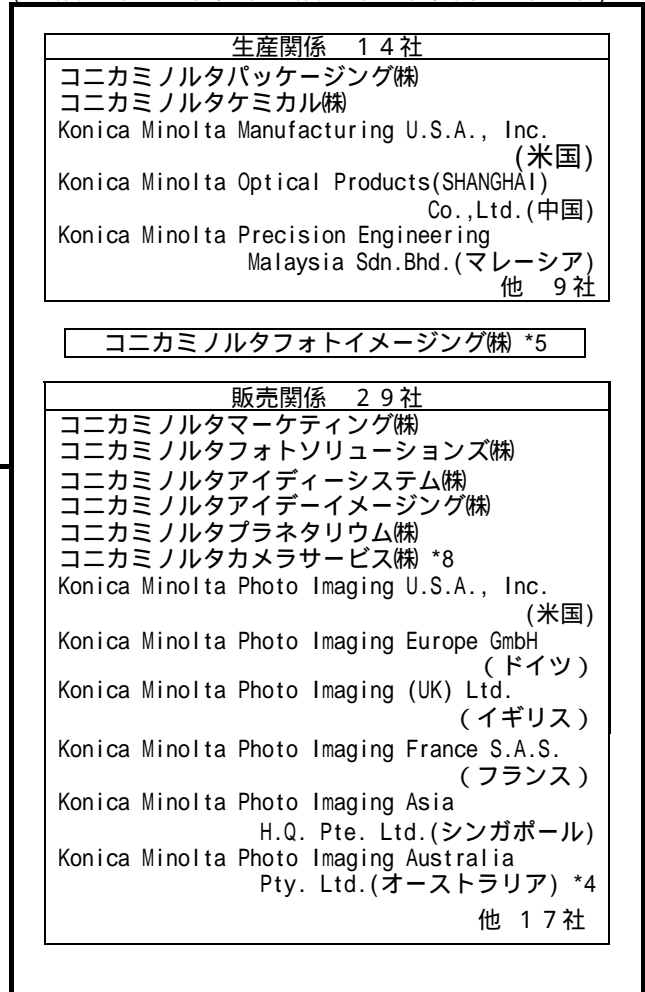 生産関係　１４社
コニカミノルタパッケージング㈱
コニカミノルタケミカル㈱
Konica Minolta Manufacturing U.S.A., Inc.
(米国)
Konica Minolta Optical Products(SHANGHAI)
Co.,Ltd.(中国)
Konica Minolta Precision Engineering
Malaysia Sdn.Bhd.(マレーシア)
他　９社
コニカミノルタフォトイメージング㈱ *5
販売関係　２９社
コニカミノルタマーケティング㈱
コニカミノルタフォトソリューションズ㈱
コニカミノルタアイディーシステム㈱
コニカミノルタアイデーイメージング㈱
コニカミノルタプラネタリウム㈱
コニカミノルタカメラサービス㈱ *8
Konica Minolta Photo Imaging U.S.A., Inc.
(米国)
Konica Minolta Photo Imaging Europe GmbH
（ドイツ）
Konica Minolta Photo Imaging (UK) Ltd.
（イギリス）
Konica Minolta Photo Imaging France S.A.S.
（フランス）
Konica Minolta Photo Imaging Asia
H.Q. Pte. Ltd.(シンガポール)
Konica Minolta Photo Imaging Australia
Pty. Ltd.(オーストラリア) *4
他 １７社